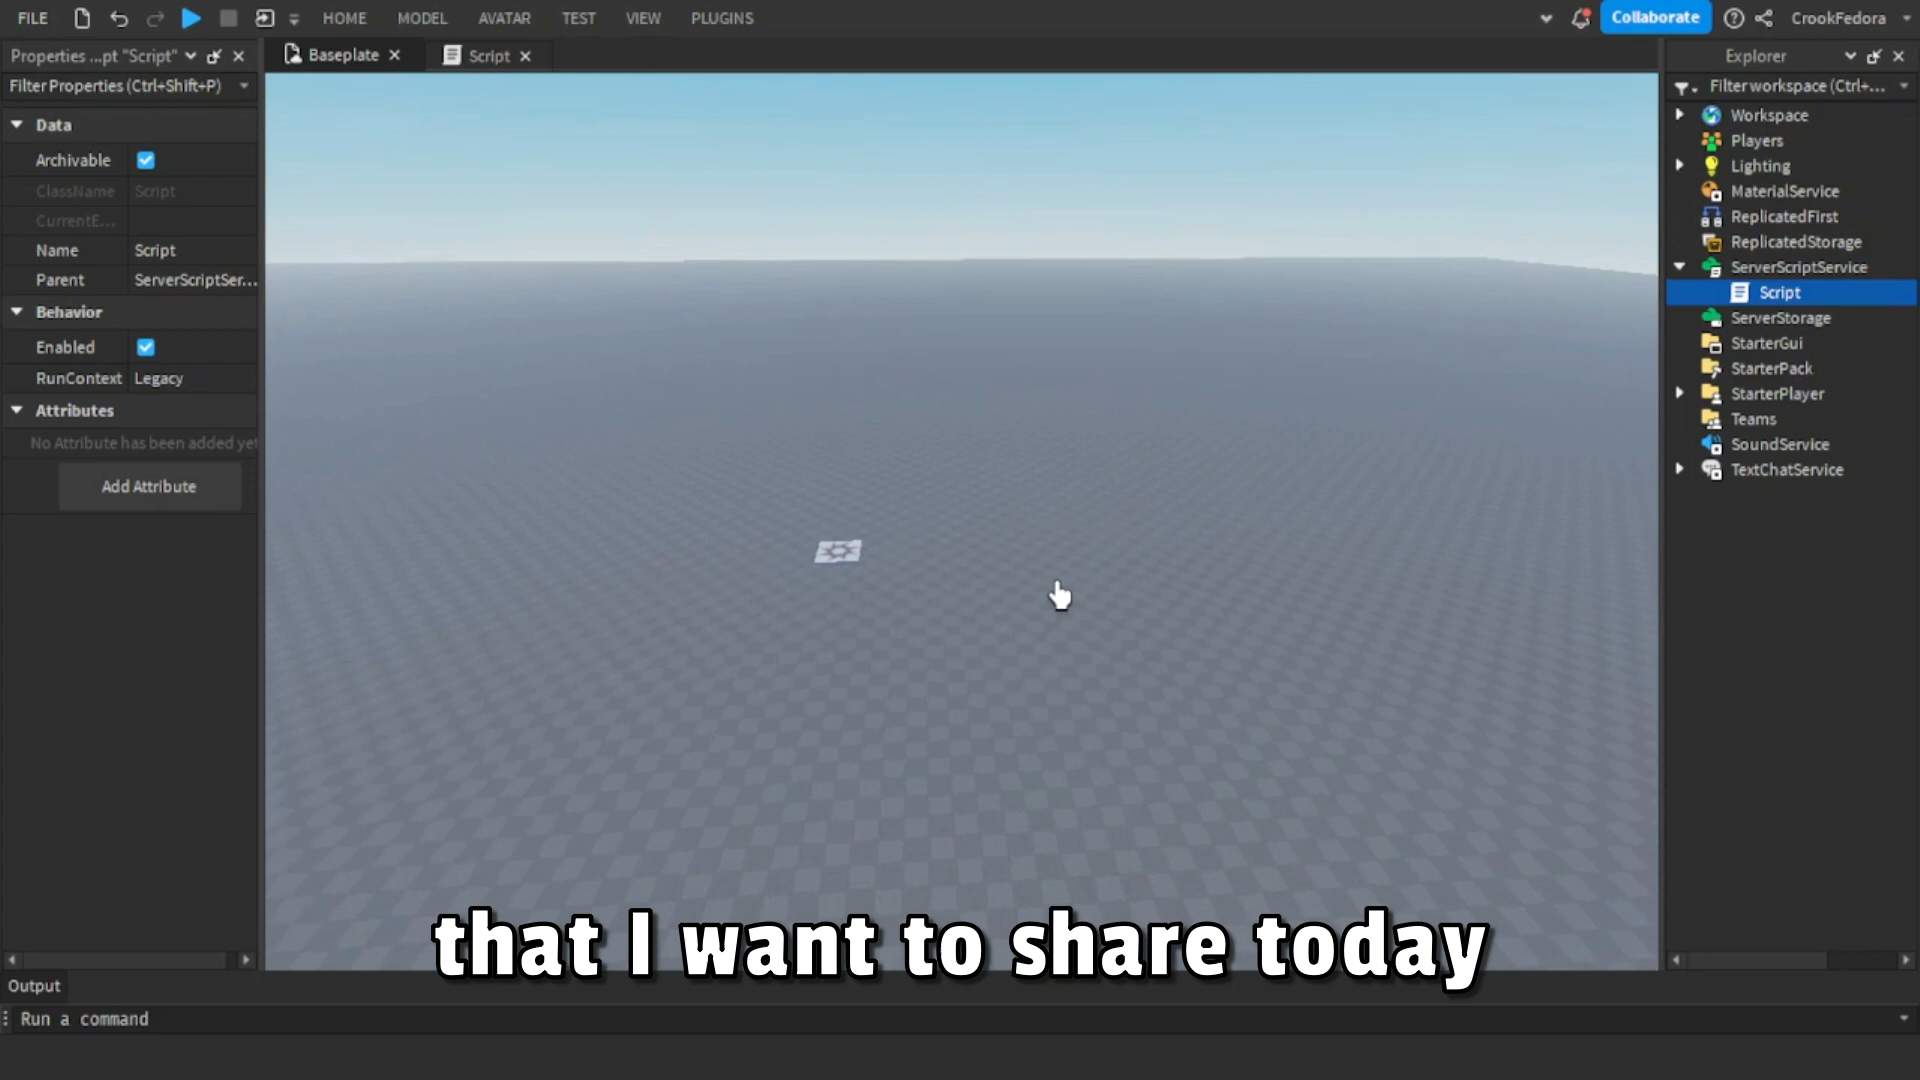 FILE
HOME
MODEL
AVATAR
TEST
VIEW
PLUGINS
Collaborate
CrookFedora
Properties ...pt "Script"
Baseplate
Script
Explorer
Filter Properties (Ctrl+Shift+P)
Filter workspace (Ctrl+...
Data
Archivable
ClassName Script
CurrentE...
Name Script
Parent ServerScriptSer...
Behavior
Enabled
RunContext Legacy
Attributes
No Attribute has been added yet
Add Attribute
Workspace
Players
Lighting
MaterialService
ReplicatedFirst
ReplicatedStorage
ServerScriptService
Script
ServerStorage
StarterGui
StarterPack
StarterPlayer
Teams
SoundService
TextChatService
that I want to share today
Output
Run a command